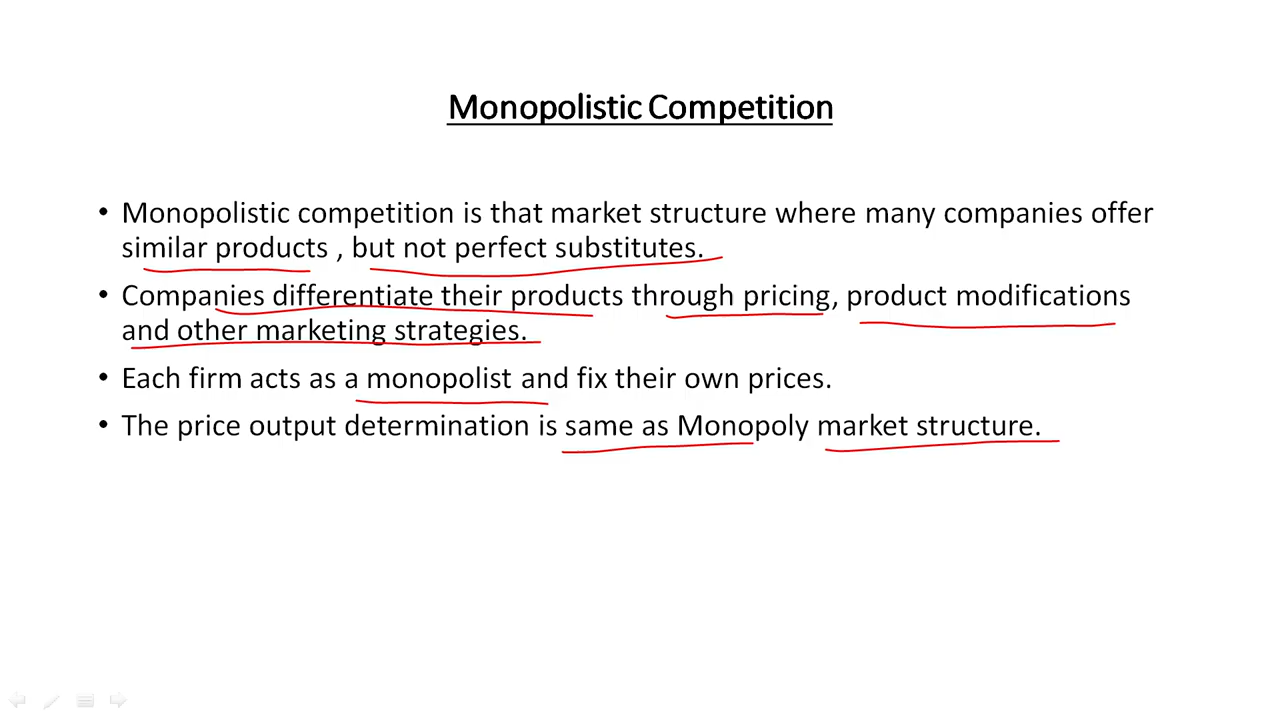 Monopolistic Competition
• Monopolistic competition is that market structure where many companies offer
similar products , but not perfect substitutes.
• Companies differentiate their products through pricing, product modifications
and other marketing strategies.
• Each firm acts as a monopolist and fix their own prices.
• The price output determination is same as Monopoly market structure.